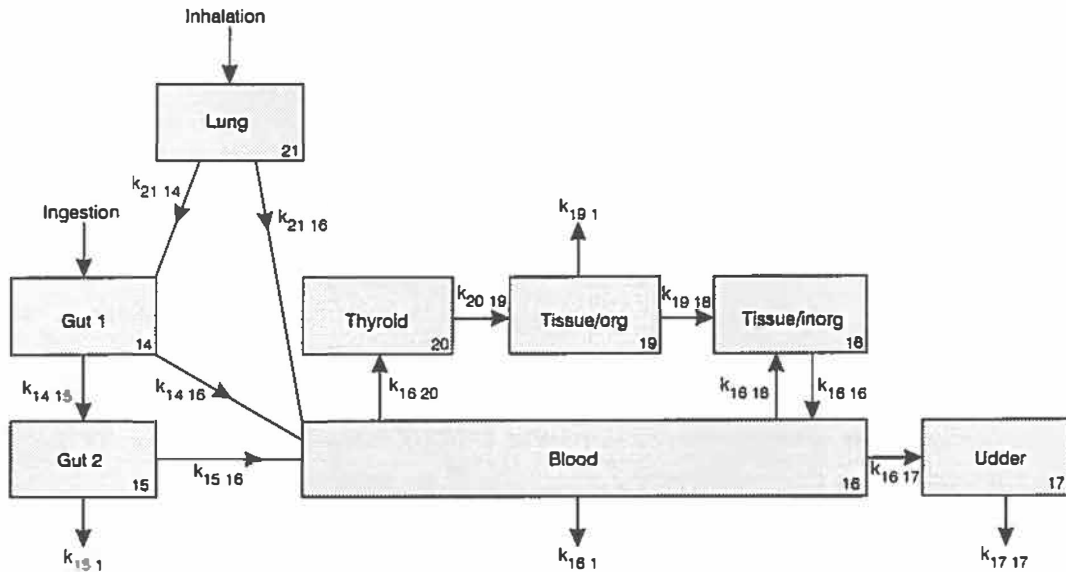 Inhalation
Lung
21
k21 14
k21 16
Ingestion
k19 1
Gut 1
14
Thyroid
20
k20 19
Tissue/org
19
k19 18
Tissue/inorg
18
k14 15
k14 16
k16 20
k16 18
k16 16
Gut 2
15
k15 16
Blood
16
k16 17
Udder
17
k15 1
k16 1
k17 17